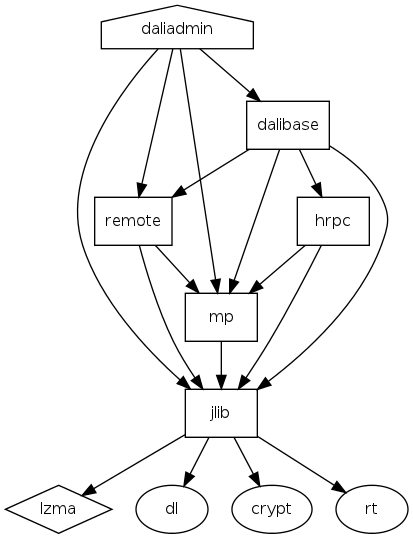 daliadmin
dalibase
remote
hrpc
mp
jlib
lzma
dl
crypt
rt